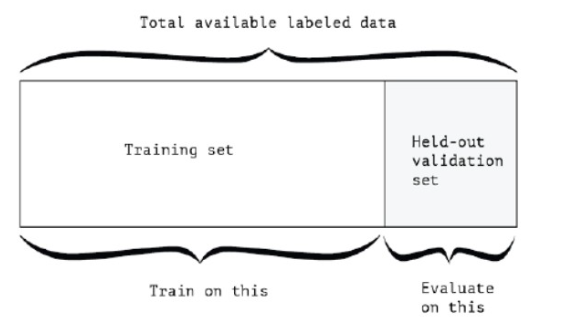 Total available labeled data
Training set
Held-out
validation
set
Train on this
Evaluate
on this